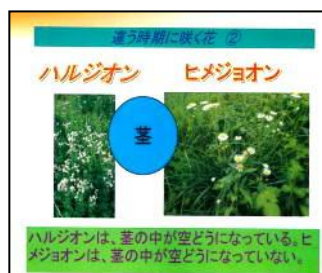 違う時期に咲く花 ②
ハルジオン
ヒメジョオン
茎
ハルジオンは、茎の中が空どうになっている。ヒ
メジョオンは、茎の中が空どうになっていない。